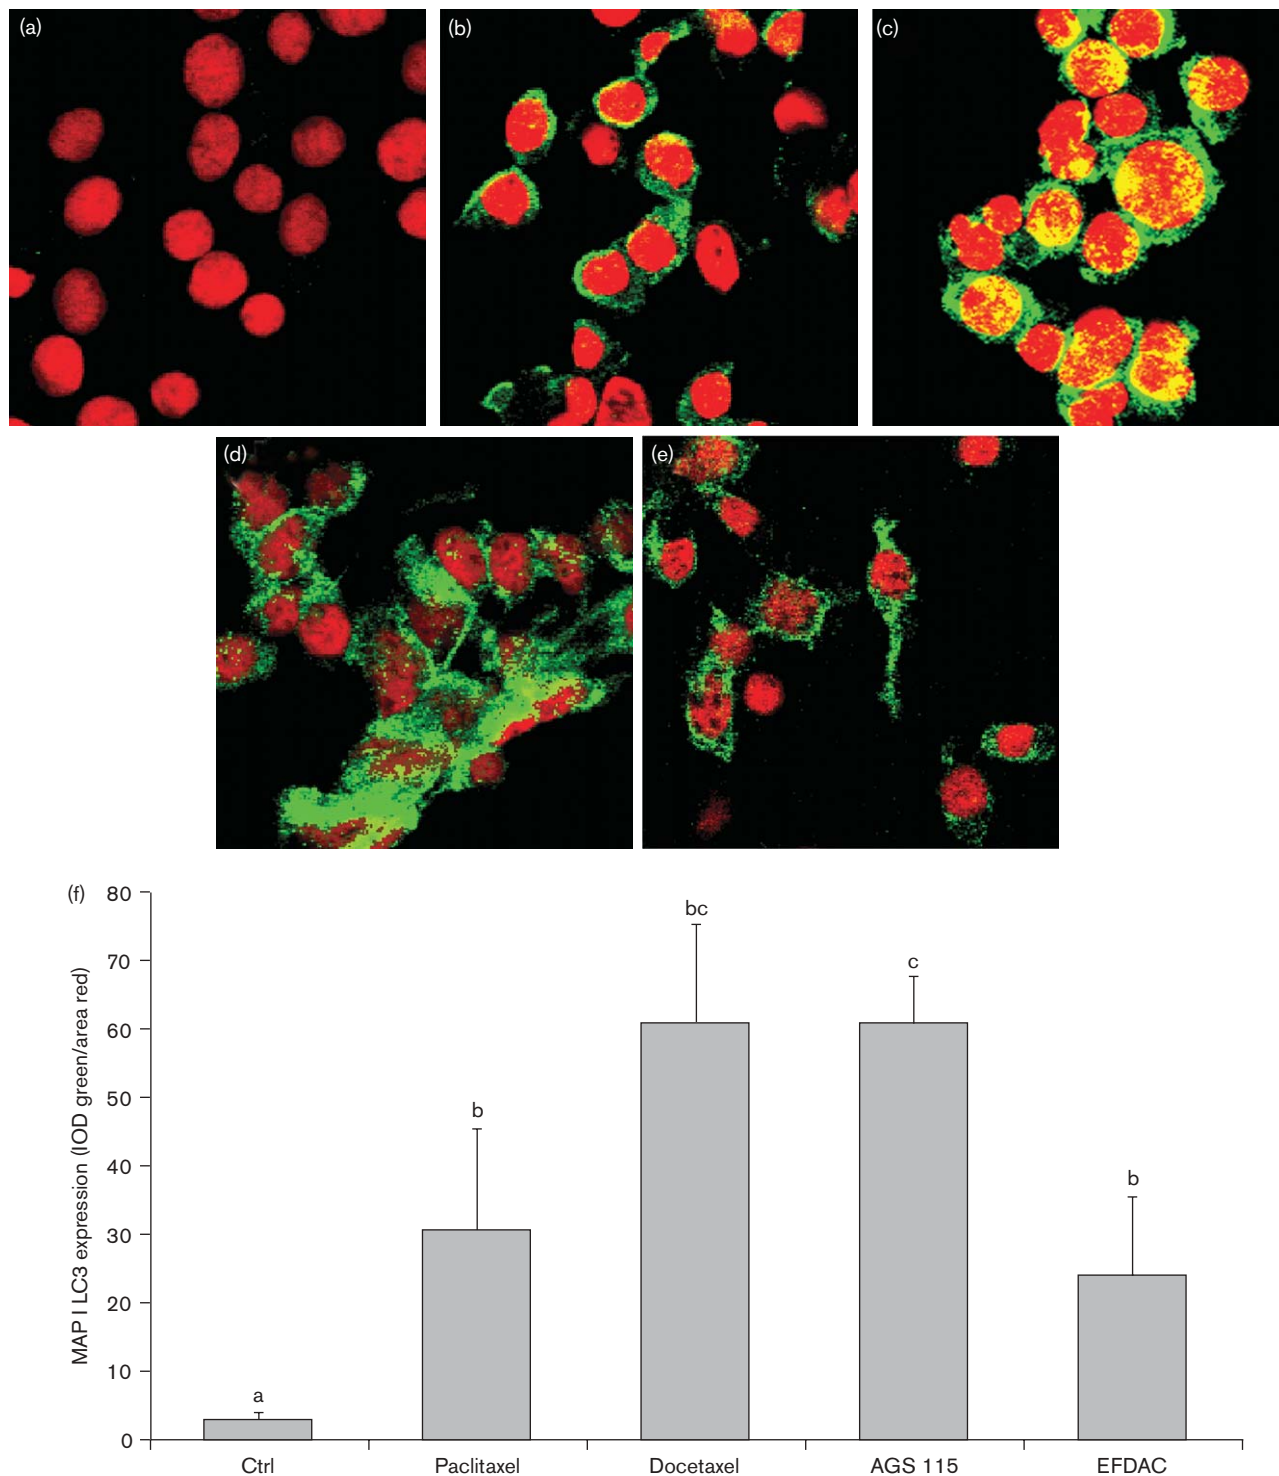 (a)
(b)
(c)
(d)
(e)
(f)
MAP I LC3 expression (IOD green/area red)
80
70
60
50
40
30
20
10
0
a
b
bc
c
b
Ctrl Paclitaxel Docetaxel AGS 115 EFDAC